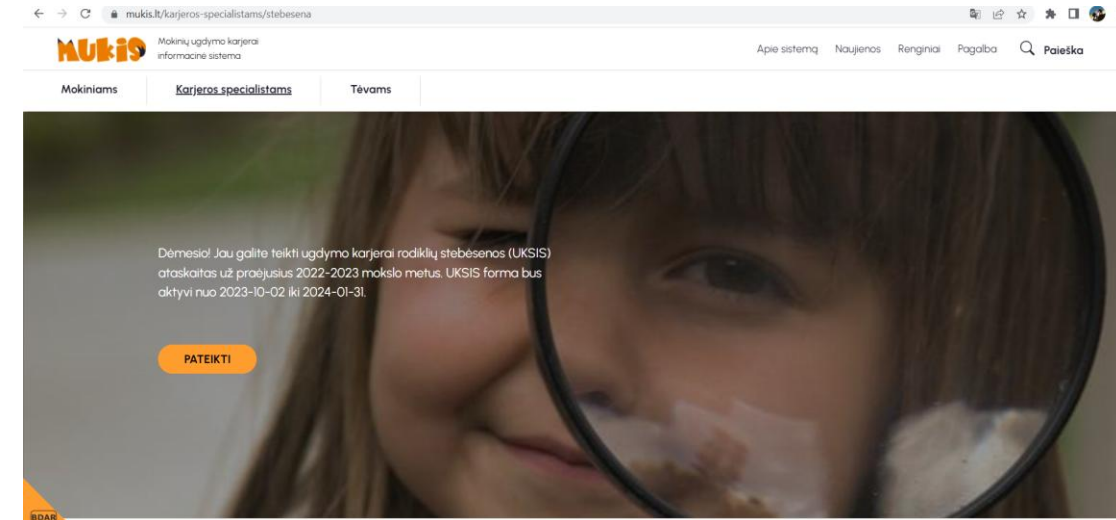 mukis.lt/karjeros-specialistams/stebesena
MUKiS
Mokinių ugdymo karjerai
informacinė sistema
Apie sistemą Naujienos Renginiai Pagalba Paieška
Mokiniams Karjeros specialistams Tėvams
Dėmesio! Jau galite teikti ugdymo karjerai rodiklių stebėsenos (UKSIS)
ataskaitas už praėjusius 2022-2023 mokslo metus. UKSIS forma bus
aktyvi nuo 2023-10-02 iki 2024-01-31.
PATEIKTI
BDAR